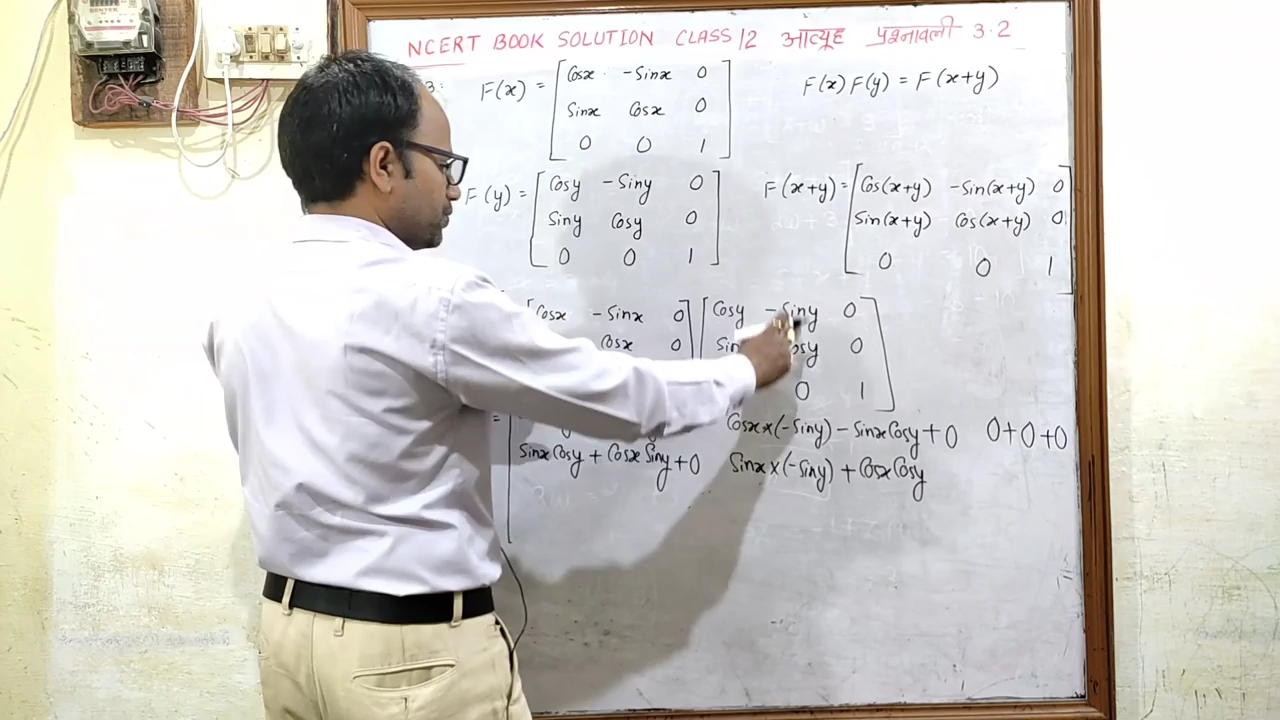 NCERT BOOK SOLUTION CLASS 12 आव्यूह प्रश्नावली 3.2
3: F(x) = [Cosx -Sinx 0
Sinx Cosx 0
0 0 1]
F(x) F(y) = F(x+y)
F(y) = [Cosy -Siny 0
Siny Cosy 0
0 0 1]
F(x+y) = [Cos(x+y) -Sin(x+y) 0
Sin(x+y) Cos(x+y) 0
0 0 1]
[Cosx -Sinx 0] [Cosy -Siny 0
Cosx 0] Cosy 0
0 1]
= [ Cosx×(-Siny) - SinxCosy+0 0+0+0
SinxCosy + CosxSiny+0 Sinx×(-Siny) + CosxCosy